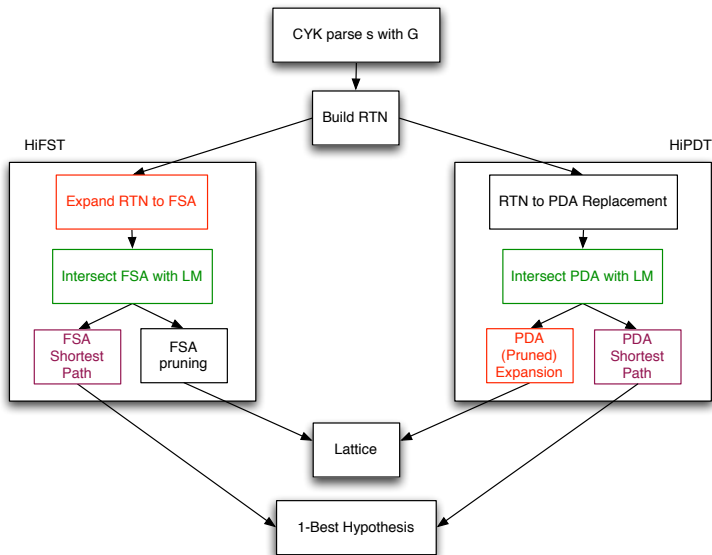 CYK parse s with G
Build RTN
HiFST
HiPDT
Expand RTN to FSA
RTN to PDA Replacement
Intersect FSA with LM
Intersect PDA with LM
FSA
Shortest
Path
FSA
pruning
PDA
(Pruned)
Expansion
PDA
Shortest
Path
Lattice
1-Best Hypothesis